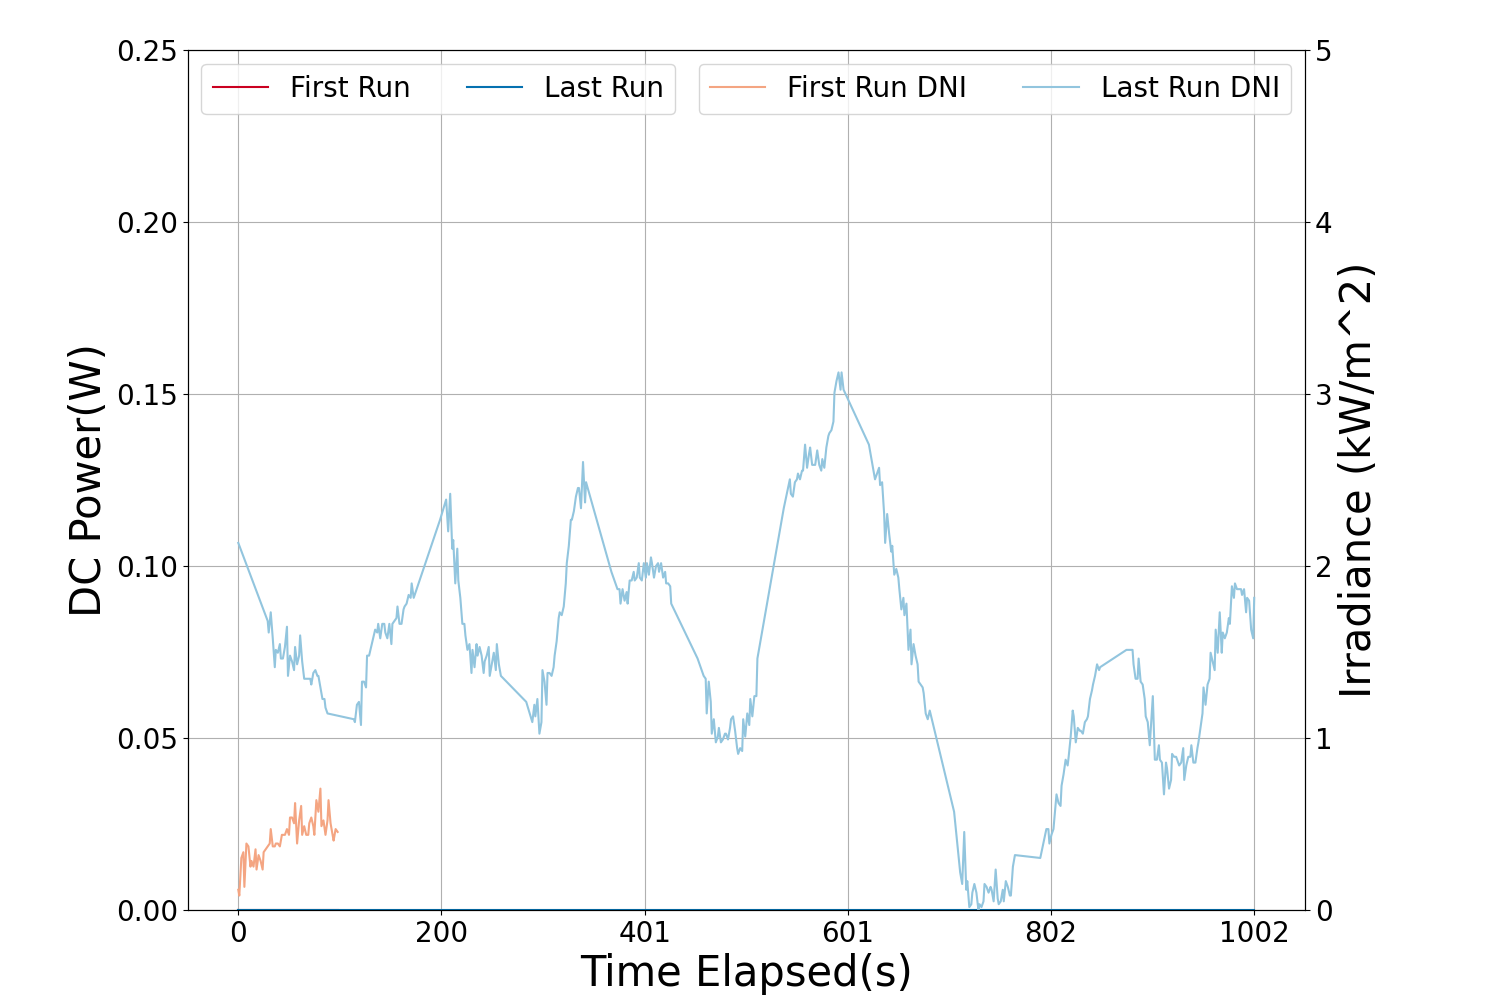 First Run
Last Run
First Run DNI
Last Run DNI
DC Power(W)
0.25
0.20
0.15
0.10
0.05
0.00
0
200
401
601
802
1002
Time Elapsed(s)
5
4
3
2
1
0
Irradiance (kW/m^2)